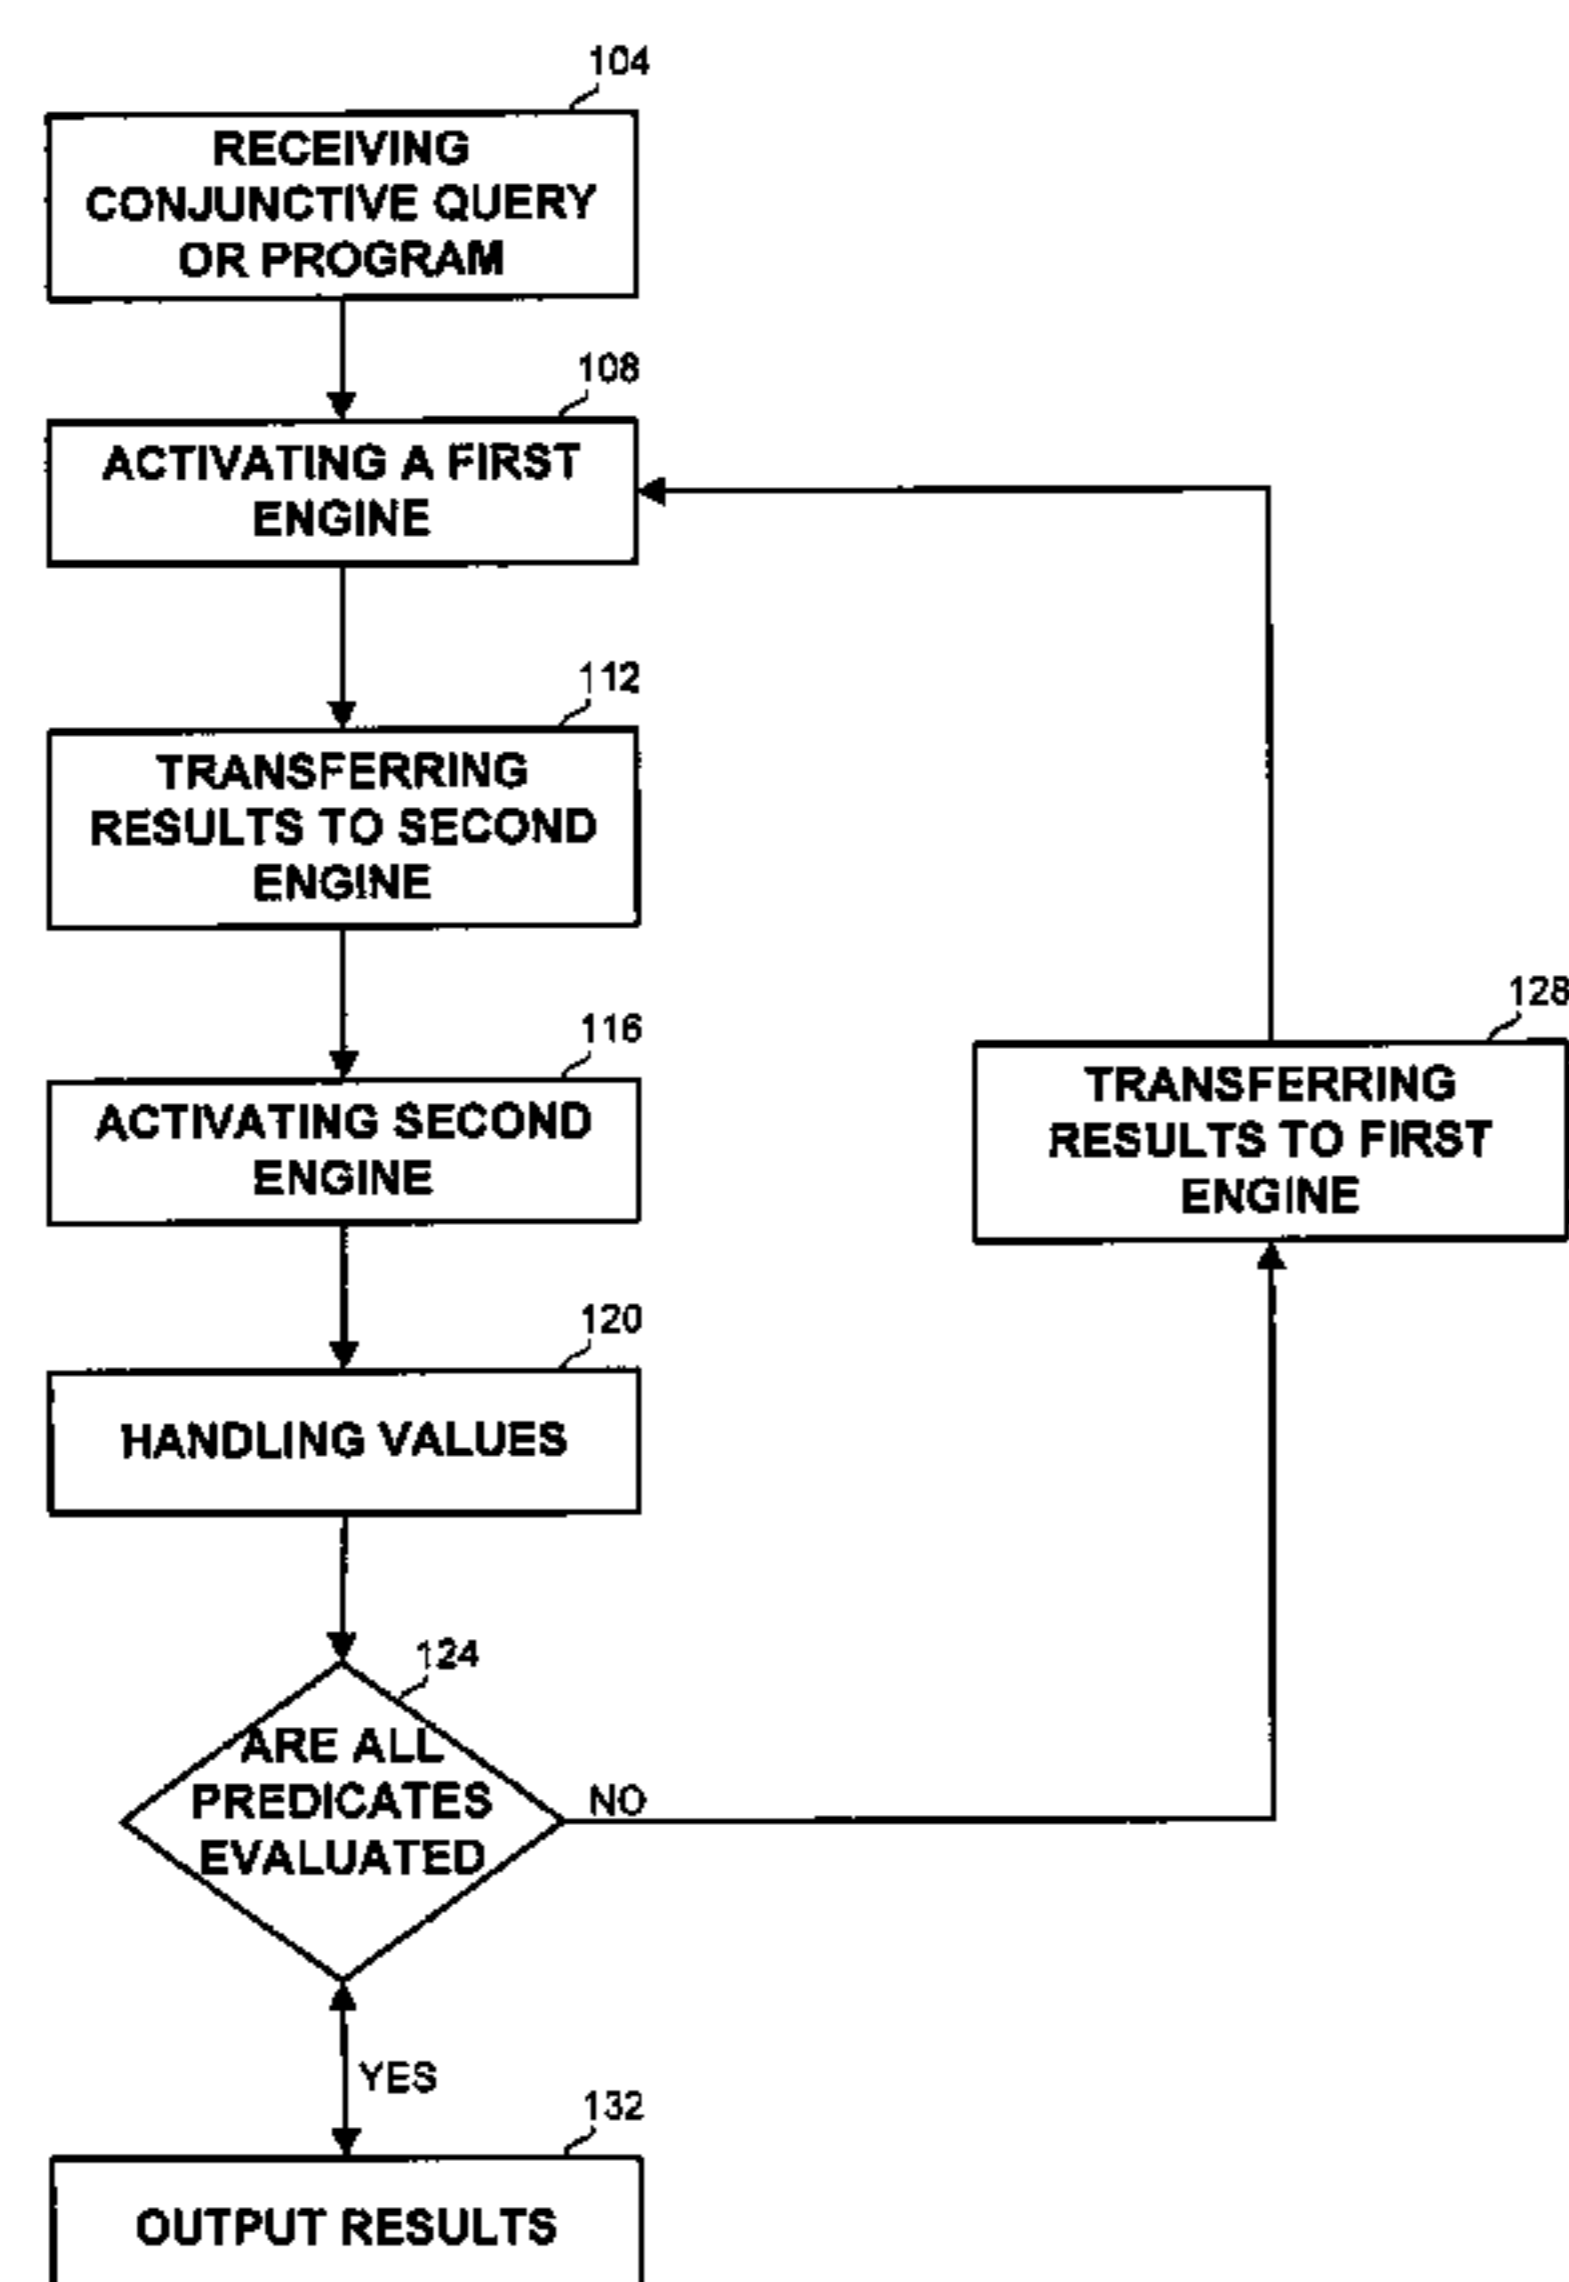 104
RECEIVING
CONJUNCTIVE QUERY
OR PROGRAM
108
ACTIVATING A FIRST
ENGINE
112
TRANSFERRING
RESULTS TO SECOND
ENGINE
116
ACTIVATING SECOND
ENGINE
128
TRANSFERRING
RESULTS TO FIRST
ENGINE
120
HANDLING VALUES
124
ARE ALL
PREDICATES
EVALUATED
NO
YES
132
OUTPUT RESULTS